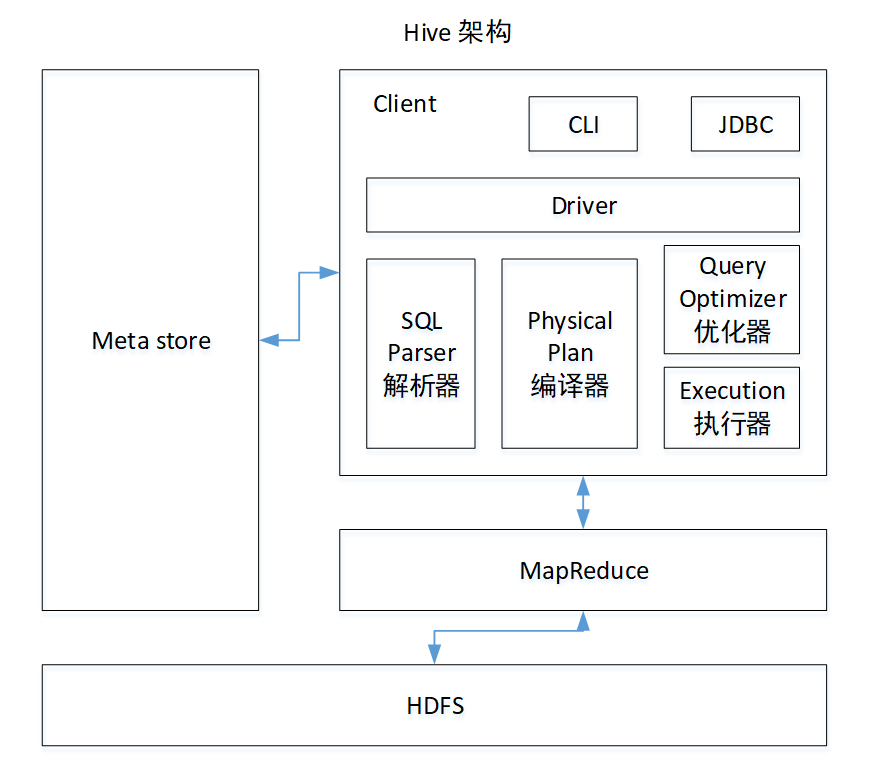 Hive 架构
Meta store
Client
CLI
JDBC
Driver
SQL
Parser
解析器
Physical
Plan
编译器
Query
Optimizer
优化器
Execution
执行器
MapReduce
HDFS